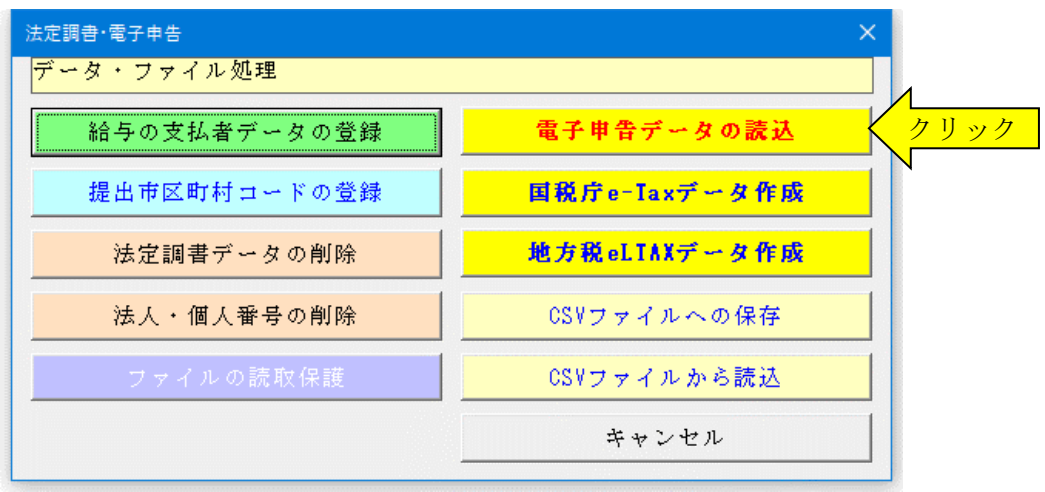 法定調書・電子申告
データ・ファイル処理
給与の支払者データの登録
電子申告データの読込
クリック
提出市区町村コードの登録
国税庁e-Taxデータ作成
法定調書データの削除
地方税eLTAXデータ作成
法人・個人番号の削除
CSVファイルへの保存
ファイルの読取保護
CSVファイルから読込
キャンセル